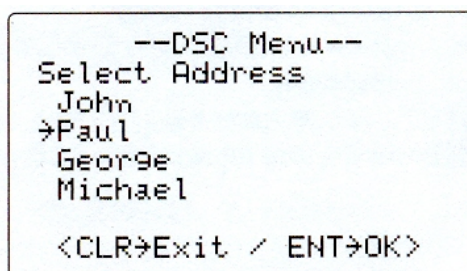 --DSC Menu--
Select Address
John
→Paul
George
Michael
<CLR→Exit / ENT→OK>